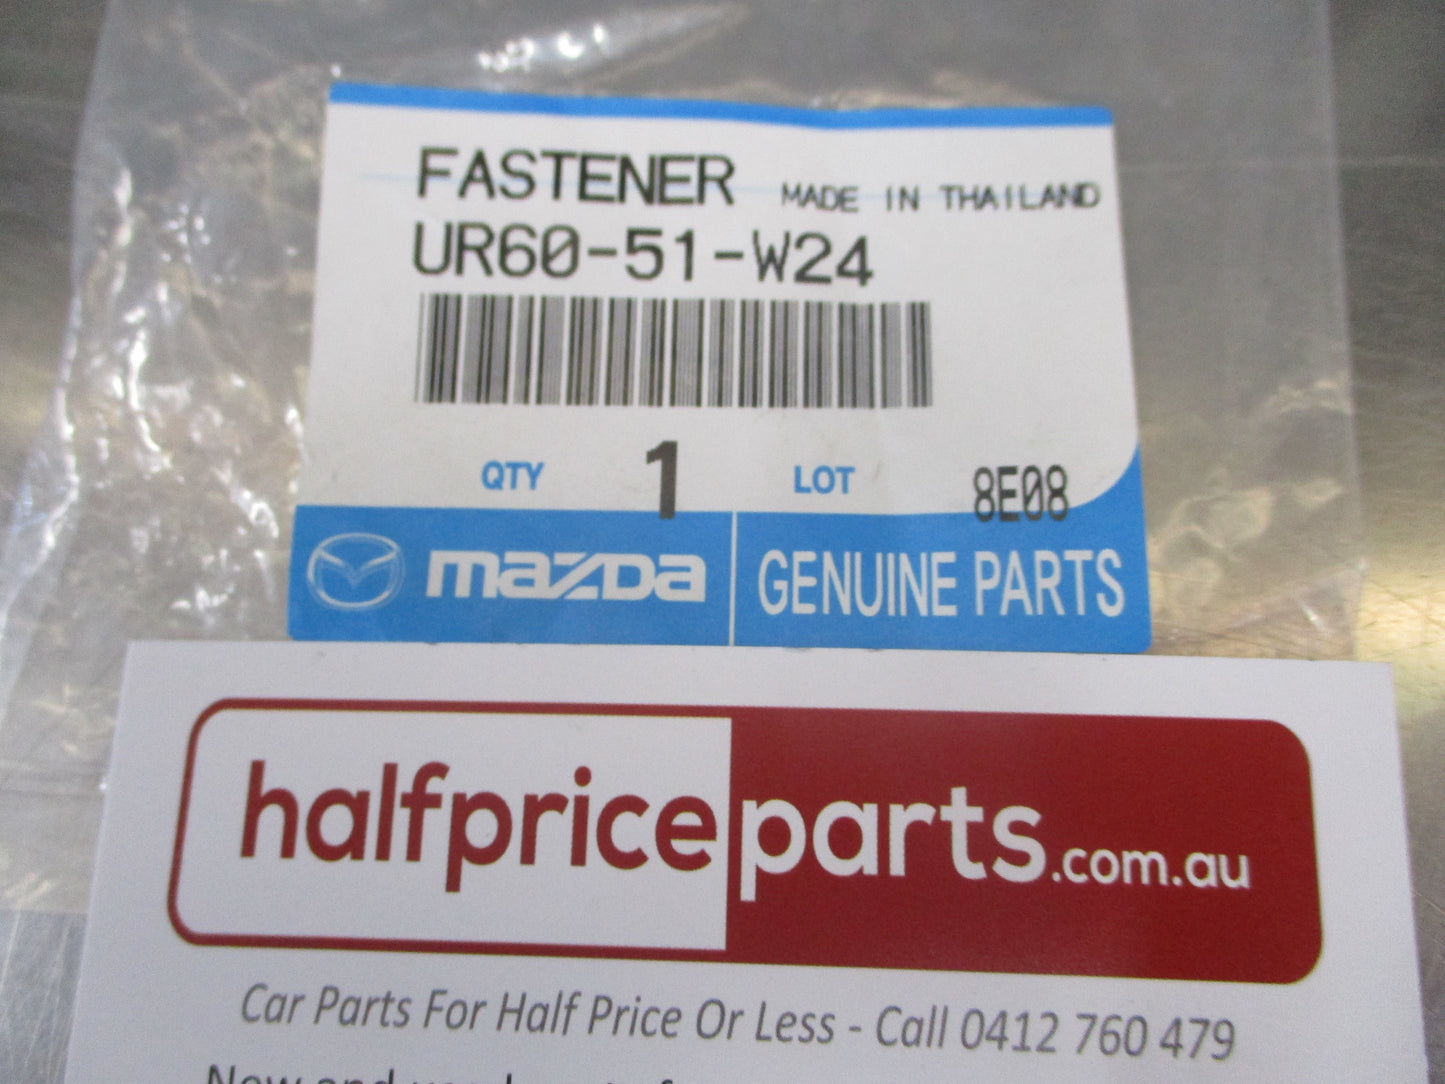 FASTENER MADE IN THAILAND
UR60-51-W24
QTY 1 LOT 8E08
mazda GENUINE PARTS
halfpriceparts.com.au
Car Parts For Half Price Or Less - Call 0412 760 479